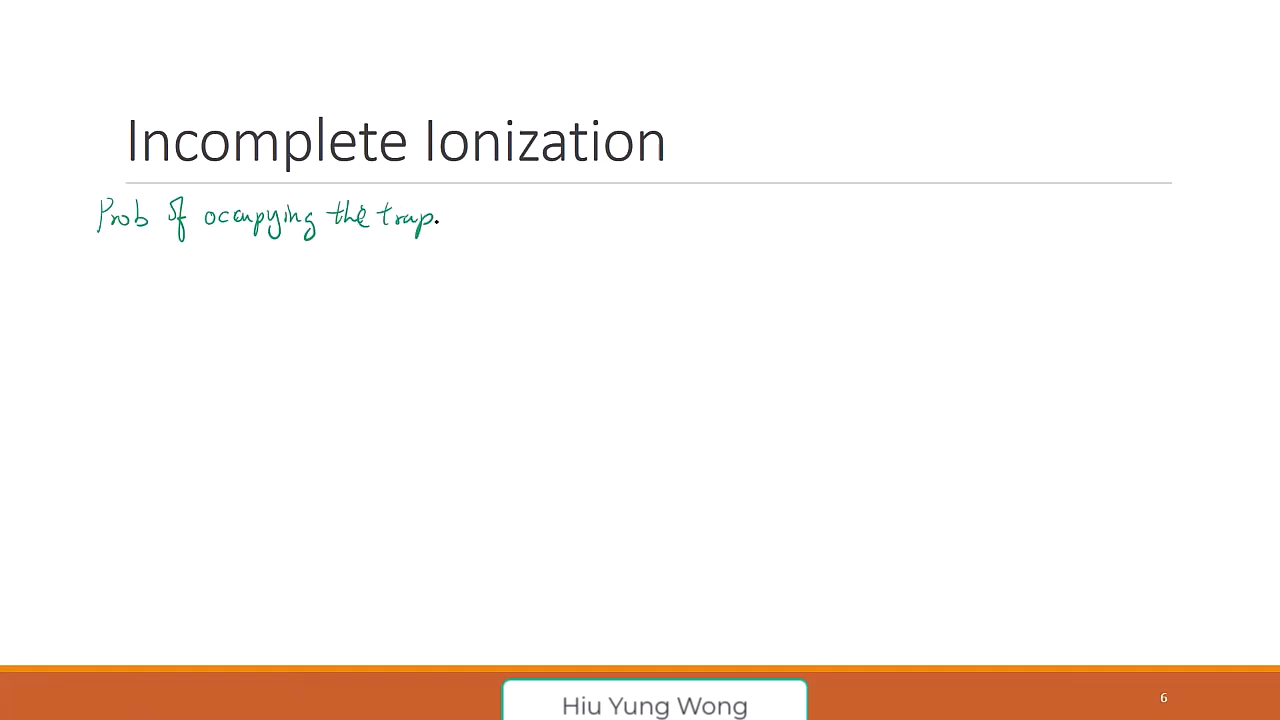 Incomplete Ionization
Prob of occupying the trap.
Hiu Yung Wong
6